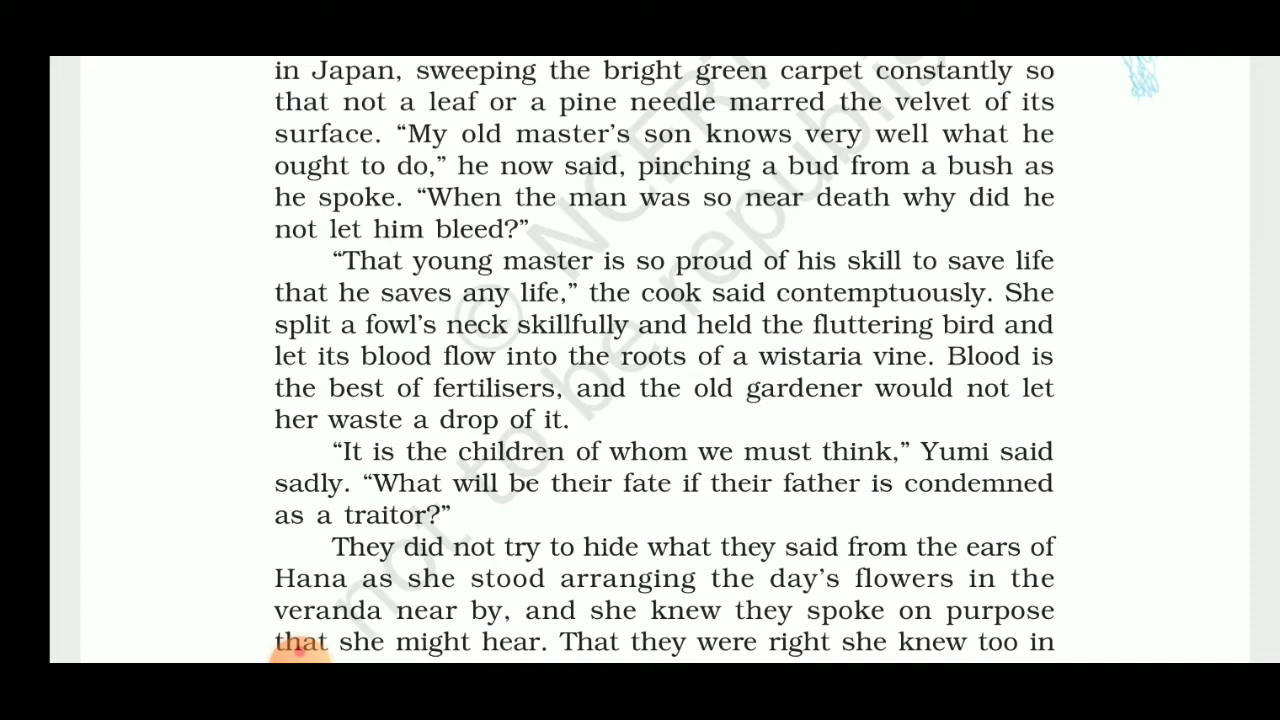 in Japan, sweeping the bright green carpet constantly so
that not a leaf or a pine needle marred the velvet of its
surface. “My old master’s son knows very well what he
ought to do,” he now said, pinching a bud from a bush as
he spoke. “When the man was so near death why did he
not let him bleed?”
“That young master is so proud of his skill to save life
that he saves any life,” the cook said contemptuously. She
split a fowl’s neck skillfully and held the fluttering bird and
let its blood flow into the roots of a wistaria vine. Blood is
the best of fertilisers, and the old gardener would not let
her waste a drop of it.
“It is the children of whom we must think,” Yumi said
sadly. “What will be their fate if their father is condemned
as a traitor?”
They did not try to hide what they said from the ears of
Hana as she stood arranging the day’s flowers in the
veranda near by, and she knew they spoke on purpose
that she might hear. That they were right she knew too in
© NCERT
not to be republis